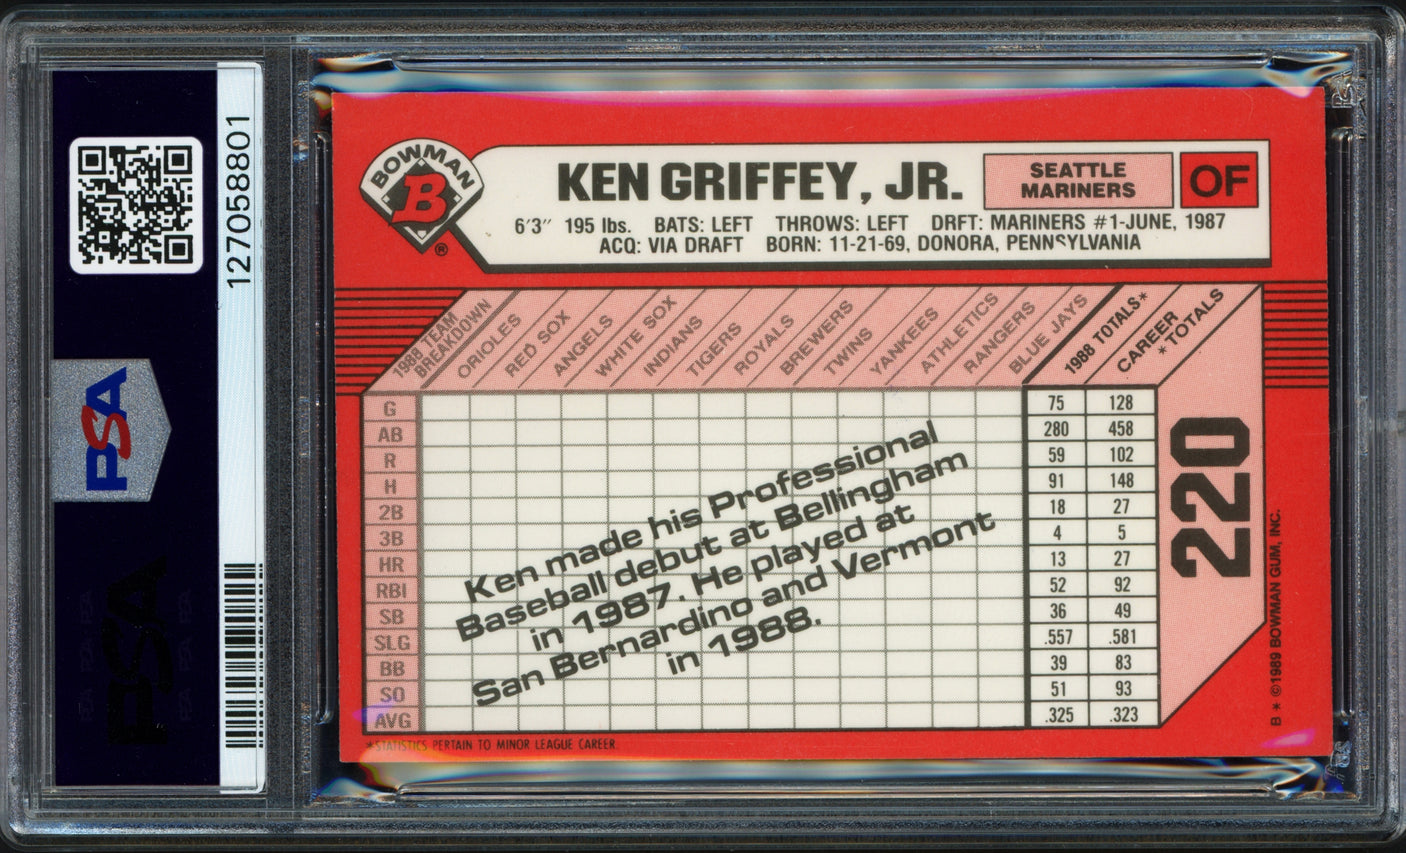 127058801
PSA
PSA
BOWMAN
B
®
KEN GRIFFEY, JR.
SEATTLE
MARINERS
OF
6'3" 195 lbs. BATS: LEFT THROWS: LEFT DRFT: MARINERS #1-JUNE, 1987
ACQ: VIA DRAFT BORN: 11-21-69, DONORA, PENNSYLVANIA
1988 TEAM
BREAKDOWN
ORIOLES
RED SOX
ANGELS
WHITE SOX
INDIANS
TIGERS
ROYALS
BREWERS
TWINS
YANKEES
ATHLETICS
RANGERS
BLUE JAYS
1988 TOTALS*
CAREER
*TOTALS
G 75 128
AB 280 458
R 59 102
H 91 148
2B 18 27
3B 4 5
HR 13 27
RBI 52 92
SB 36 49
SLG .557 .581
BB 39 83
SO 51 93
AVG .325 .323
Ken made his Professional
Baseball debut at Bellingham
in 1987. He played at
San Bernardino and Vermont
in 1988.
220
*STATISTICS PERTAIN TO MINOR LEAGUE CAREER.
B * ©1989 BOWMAN GUM, INC.